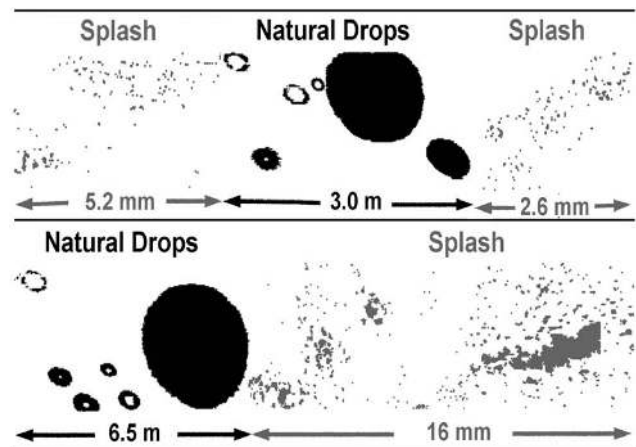 Splash Natural Drops Splash
5.2 mm 3.0 m 2.6 mm
Natural Drops Splash
6.5 m 16 mm